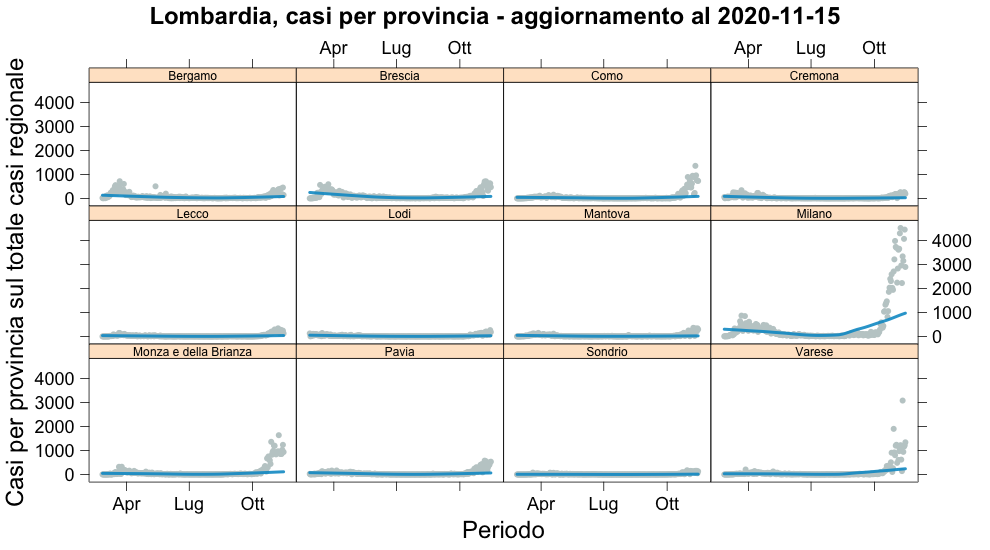 Lombardia, casi per provincia - aggiornamento al 2020-11-15
Apr Lug Ott Apr Lug Ott
Bergamo Brescia Como Cremona
4000
3000
2000
1000
0
Lecco Lodi Mantova Milano
4000
3000
2000
1000
0
Monza e della Brianza Pavia Sondrio Varese
4000
3000
2000
1000
0
Apr Lug Ott Apr Lug Ott
Periodo
Casi per provincia sul totale casi regionale